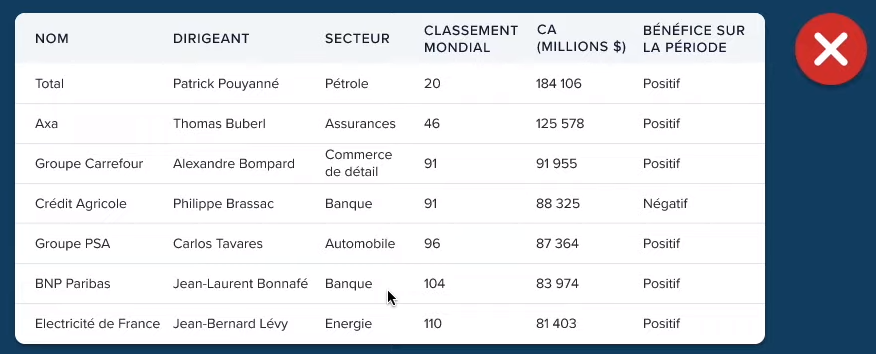 NOM DIRIGEANT SECTEUR CLASSEMENT MONDIAL CA (MILLIONS $) BÉNÉFICE SUR LA PÉRIODE
Total Patrick Pouyanné Pétrole 20 184 106 Positif
Axa Thomas Buberl Assurances 46 125 578 Positif
Groupe Carrefour Alexandre Bompard Commerce de détail 91 91 955 Positif
Crédit Agricole Philippe Brassac Banque 91 88 325 Négatif
Groupe PSA Carlos Tavares Automobile 96 87 364 Positif
BNP Paribas Jean-Laurent Bonnafé Banque 104 83 974 Positif
Electricité de France Jean-Bernard Lévy Energie 110 81 403 Positif